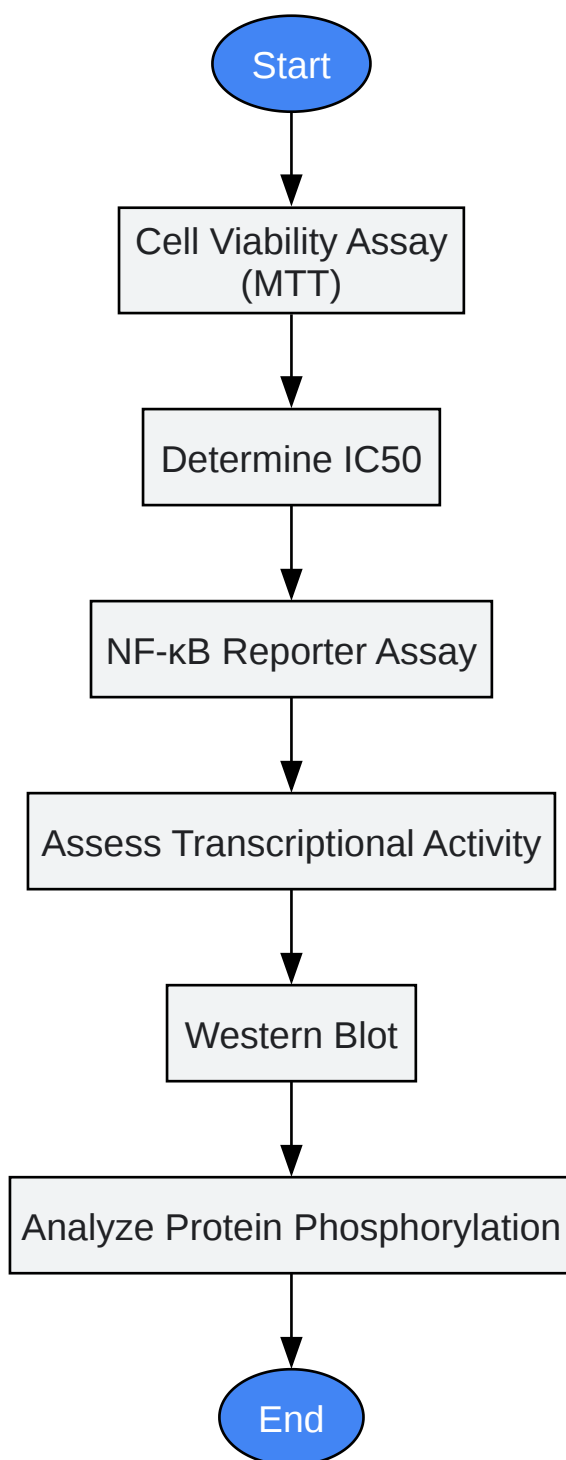 Start
Cell Viability Assay
(MTT)
Determine IC50
NF-κB Reporter Assay
Assess Transcriptional Activity
Western Blot
Analyze Protein Phosphorylation
End